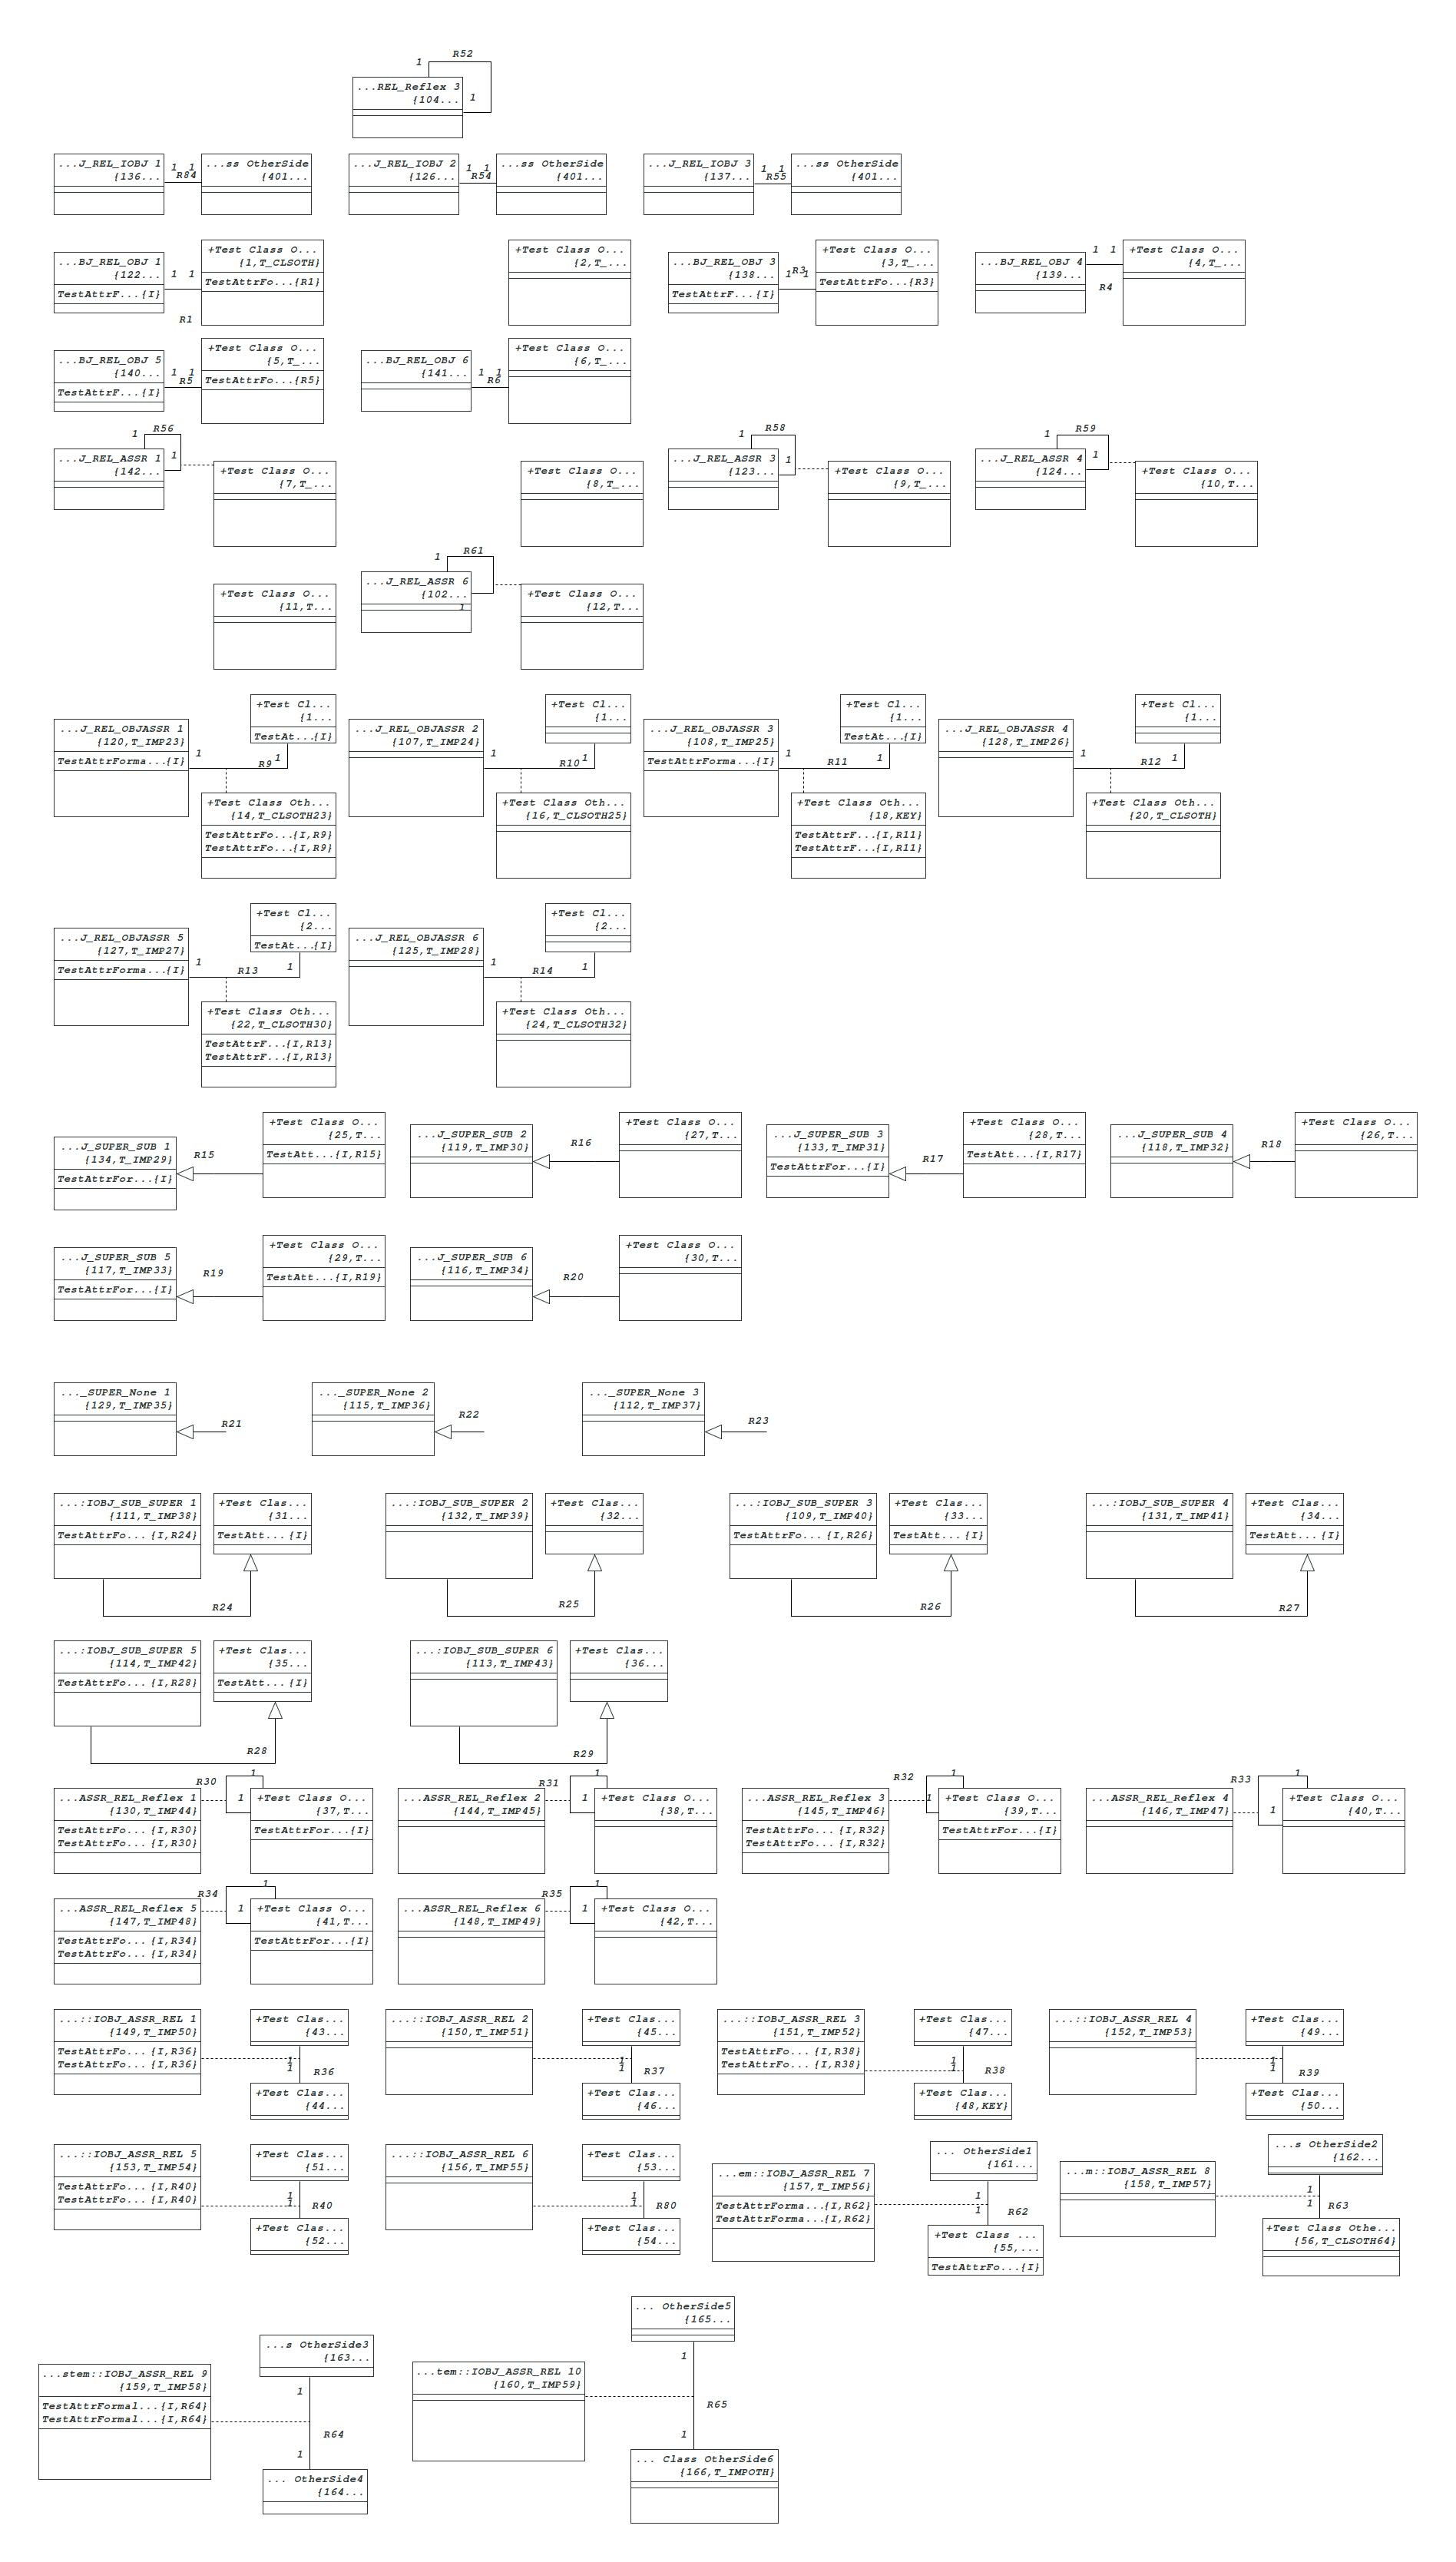 R52
1
...REL_Reflex 3
{104...
1
...J_REL_IOBJ 1
{136...
1 1
R84
...ss OtherSide
{401...
...J_REL_IOBJ 2
{126...
1 1
R54
...ss OtherSide
{401...
...J_REL_IOBJ 3
{137...
1 1
R55
...ss OtherSide
{401...
...BJ_REL_OBJ 1
{122...
TestAttrF...{I}
1 1
R1
+Test Class O...
{1,T_CLSOTH}
TestAttrFo...{R1}
+Test Class O...
{2,T_...
...BJ_REL_OBJ 3
{138...
TestAttrF...{I}
1 1
R3
+Test Class O...
{3,T_...
TestAttrFo...{R3}
...BJ_REL_OBJ 4
{139...
1 1
R4
+Test Class O...
{4,T_...
...BJ_REL_OBJ 5
{140...
TestAttrF...{I}
1 1
R5
+Test Class O...
{5,T_...
TestAttrFo...{R5}
...BJ_REL_OBJ 6
{141...
1 1
R6
+Test Class O...
{6,T_...
R56
1
...J_REL_ASSR 1
{142...
1
+Test Class O...
{7,T_...
+Test Class O...
{8,T_...
R58
1
...J_REL_ASSR 3
{123...
1
+Test Class O...
{9,T_...
R59
1
...J_REL_ASSR 4
{124...
1
+Test Class O...
{10,T...
+Test Class O...
{11,T...
R61
1
...J_REL_ASSR 6
{102...
1
+Test Class O...
{12,T...
...J_REL_OBJASSR 1
{120,T_IMP23}
TestAttrForma...{I}
1
R9
1
+Test Cl...
{1...
TestAt...{I}
+Test Class Oth...
{14,T_CLSOTH23}
TestAttrFo...{I,R9}
TestAttrFo...{I,R9}
...J_REL_OBJASSR 2
{107,T_IMP24}
1
R10
1
+Test Cl...
{1...
+Test Class Oth...
{16,T_CLSOTH25}
...J_REL_OBJASSR 3
{108,T_IMP25}
TestAttrForma...{I}
1
R11
1
+Test Cl...
{1...
TestAt...{I}
+Test Class Oth...
{18,KEY}
TestAttrF...{I,R11}
TestAttrF...{I,R11}
...J_REL_OBJASSR 4
{128,T_IMP26}
1
R12
1
+Test Cl...
{1...
+Test Class Oth...
{20,T_CLSOTH}
...J_REL_OBJASSR 5
{127,T_IMP27}
TestAttrForma...{I}
1
R13
1
+Test Cl...
{2...
TestAt...{I}
+Test Class Oth...
{22,T_CLSOTH30}
TestAttrF...{I,R13}
TestAttrF...{I,R13}
...J_REL_OBJASSR 6
{125,T_IMP28}
1
R14
1
+Test Cl...
{2...
+Test Class Oth...
{24,T_CLSOTH32}
...J_SUPER_SUB 1
{134,T_IMP29}
TestAttrFor...{I}
R15
+Test Class O...
{25,T...
TestAtt...{I,R15}
...J_SUPER_SUB 2
{119,T_IMP30}
R16
+Test Class O...
{27,T...
...J_SUPER_SUB 3
{133,T_IMP31}
TestAttrFor...{I}
R17
+Test Class O...
{28,T...
TestAtt...{I,R17}
...J_SUPER_SUB 4
{118,T_IMP32}
R18
+Test Class O...
{26,T...
...J_SUPER_SUB 5
{117,T_IMP33}
TestAttrFor...{I}
R19
+Test Class O...
{29,T...
TestAtt...{I,R19}
...J_SUPER_SUB 6
{116,T_IMP34}
R20
+Test Class O...
{30,T...
..._SUPER_None 1
{129,T_IMP35}
R21
..._SUPER_None 2
{115,T_IMP36}
R22
..._SUPER_None 3
{112,T_IMP37}
R23
...:IOBJ_SUB_SUPER 1
{111,T_IMP38}
TestAttrFo... {I,R24}
+Test Clas...
{31...
TestAtt... {I}
R24
...:IOBJ_SUB_SUPER 2
{132,T_IMP39}
+Test Clas...
{32...
R25
...:IOBJ_SUB_SUPER 3
{109,T_IMP40}
TestAttrFo... {I,R26}
+Test Clas...
{33...
TestAtt... {I}
R26
...:IOBJ_SUB_SUPER 4
{131,T_IMP41}
+Test Clas...
{34...
TestAtt... {I}
R27
...:IOBJ_SUB_SUPER 5
{114,T_IMP42}
TestAttrFo... {I,R28}
+Test Clas...
{35...
TestAtt... {I}
R28
...:IOBJ_SUB_SUPER 6
{113,T_IMP43}
+Test Clas...
{36...
R29
...ASSR_REL_Reflex 1
{130,T_IMP44}
TestAttrFo... {I,R30}
TestAttrFo... {I,R30}
R30
1
1
+Test Class O...
{37,T...
TestAttrFor...{I}
...ASSR_REL_Reflex 2
{144,T_IMP45}
R31
1
1
+Test Class O...
{38,T...
...ASSR_REL_Reflex 3
{145,T_IMP46}
TestAttrFo... {I,R32}
TestAttrFo... {I,R32}
R32
1
1
+Test Class O...
{39,T...
TestAttrFor...{I}
...ASSR_REL_Reflex 4
{146,T_IMP47}
R33
1
1
+Test Class O...
{40,T...
...ASSR_REL_Reflex 5
{147,T_IMP48}
TestAttrFo... {I,R34}
TestAttrFo... {I,R34}
R34
1
1
+Test Class O...
{41,T...
TestAttrFor...{I}
...ASSR_REL_Reflex 6
{148,T_IMP49}
R35
1
1
+Test Class O...
{42,T...
...::IOBJ_ASSR_REL 1
{149,T_IMP50}
TestAttrFo... {I,R36}
TestAttrFo... {I,R36}
+Test Clas...
{43...
1
1
R36
+Test Clas...
{44...
...::IOBJ_ASSR_REL 2
{150,T_IMP51}
+Test Clas...
{45...
1
1
R37
+Test Clas...
{46...
...::IOBJ_ASSR_REL 3
{151,T_IMP52}
TestAttrFo... {I,R38}
TestAttrFo... {I,R38}
+Test Clas...
{47...
1
1
R38
+Test Clas...
{48,KEY}
...::IOBJ_ASSR_REL 4
{152,T_IMP53}
+Test Clas...
{49...
1
1
R39
+Test Clas...
{50...
...::IOBJ_ASSR_REL 5
{153,T_IMP54}
TestAttrFo... {I,R40}
TestAttrFo... {I,R40}
+Test Clas...
{51...
1
1
R40
+Test Clas...
{52...
...::IOBJ_ASSR_REL 6
{156,T_IMP55}
+Test Clas...
{53...
1
1
R80
+Test Clas...
{54...
...em::IOBJ_ASSR_REL 7
{157,T_IMP56}
TestAttrForma...{I,R62}
TestAttrForma...{I,R62}
... OtherSide1
{161...
1
1
R62
+Test Class ...
{55,...
TestAttrFo...{I}
...m::IOBJ_ASSR_REL 8
{158,T_IMP57}
...s OtherSide2
{162...
1
1
R63
+Test Class Othe...
{56,T_CLSOTH64}
...stem::IOBJ_ASSR_REL 9
{159,T_IMP58}
TestAttrFormal...{I,R64}
TestAttrFormal...{I,R64}
...s OtherSide3
{163...
1
R64
1
... OtherSide4
{164...
...tem::IOBJ_ASSR_REL 10
{160,T_IMP59}
... OtherSide5
{165...
1
R65
1
... Class OtherSide6
{166,T_IMPOTH}